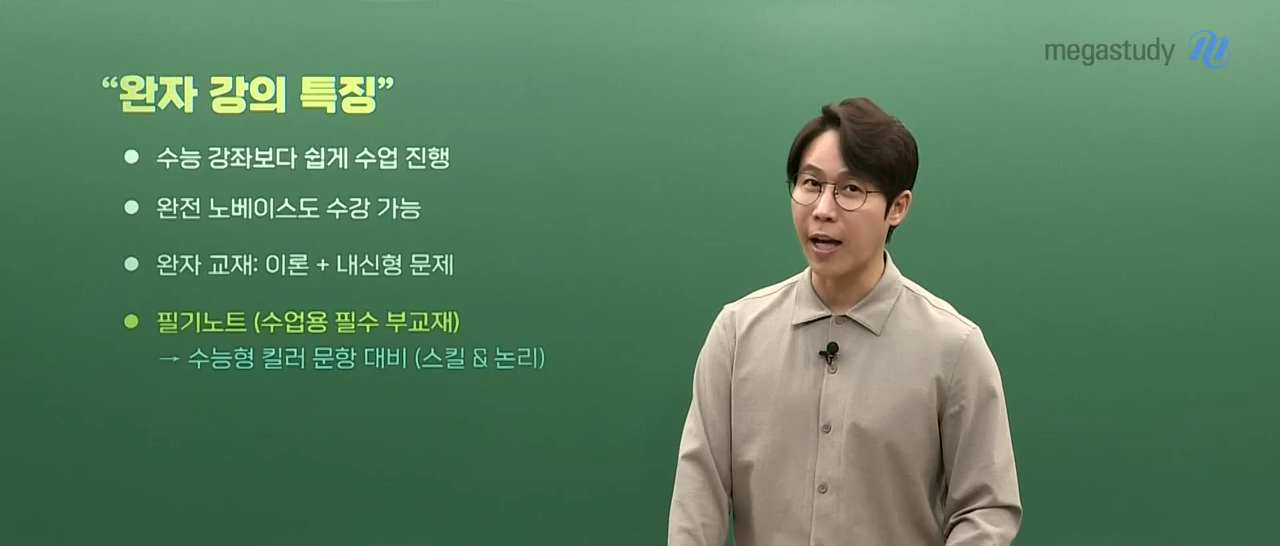 megastudy
“완자 강의 특징”
수능 강좌보다 쉽게 수업 진행
완전 노베이스도 수강 가능
완자 교재: 이론 + 내신형 문제
필기노트 (수업용 필수 부교재)
→ 수능형 킬러 문항 대비 (스킬 & 논리)